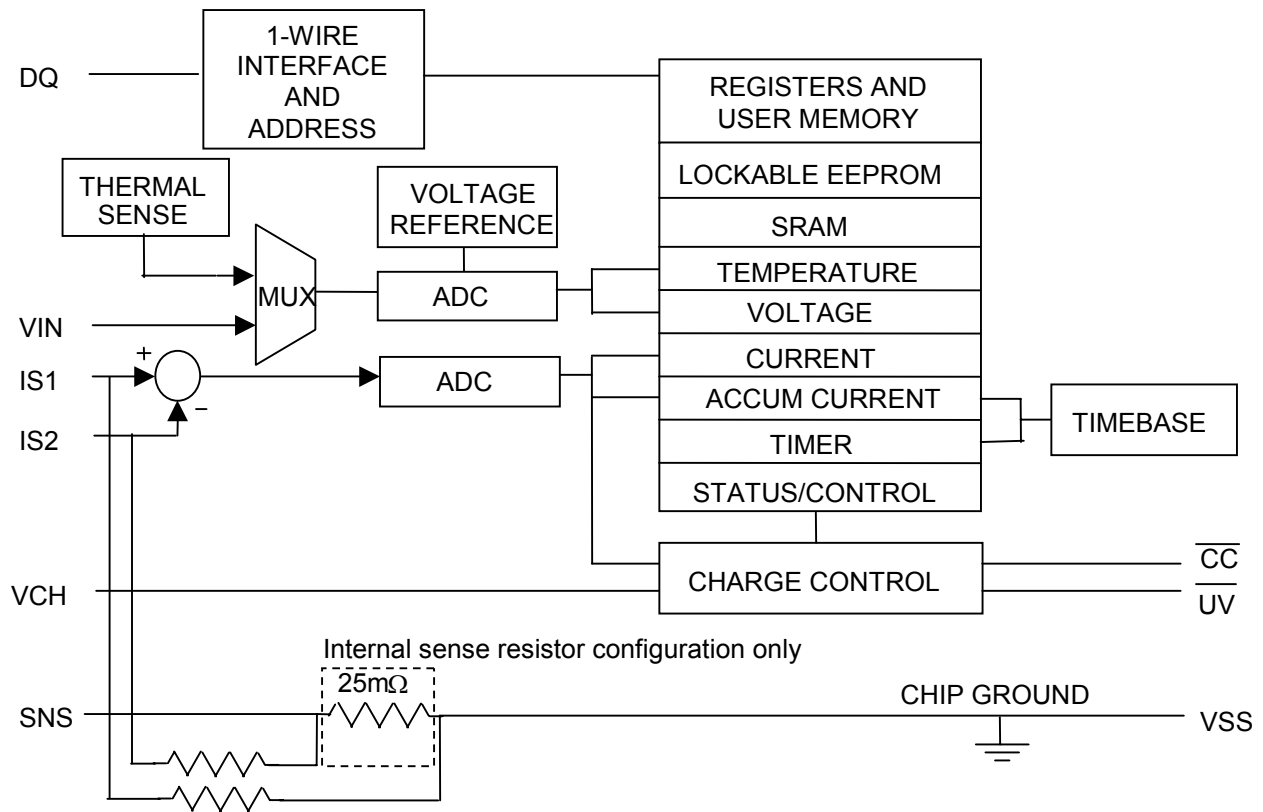 1-WIRE
INTERFACE
AND
ADDRESS
DQ
REGISTERS AND
USER MEMORY
LOCKABLE EEPROM
THERMAL
SENSE
VOLTAGE
REFERENCE
SRAM
TEMPERATURE
MUX
ADC
VOLTAGE
VIN
+
CURRENT
IS1
ADC
ACCUM CURRENT
TIMEBASE
−
IS2
TIMER
STATUS/CONTROL
CC
CHARGE CONTROL
VCH
UV
Internal sense resistor configuration only
25mΩ
CHIP GROUND
SNS
VSS